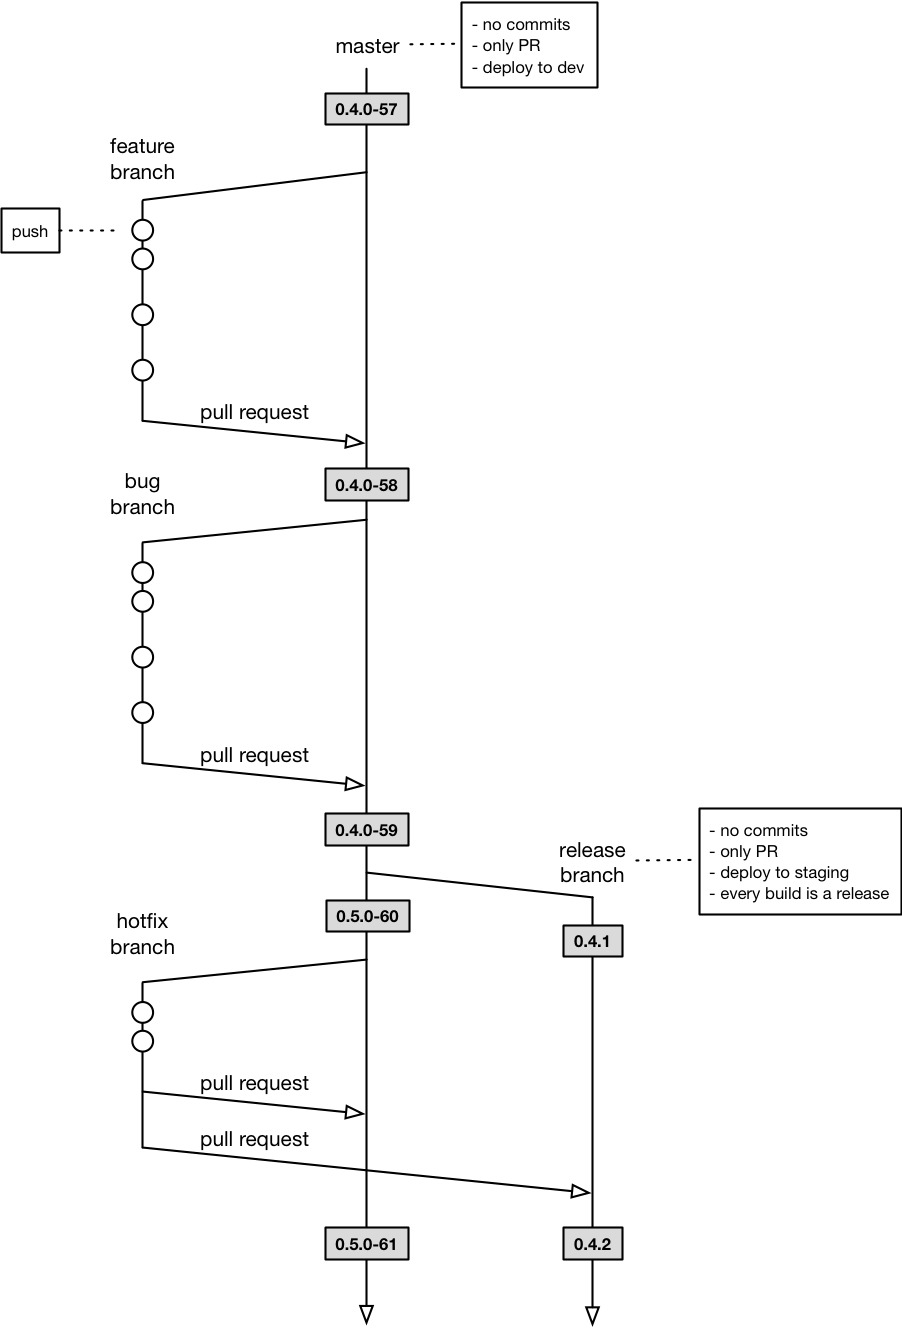 master
- no commits
- only PR
- deploy to dev
0.4.0-57
feature
branch
push
pull request
0.4.0-58
bug
branch
pull request
0.4.0-59
release
branch
- no commits
- only PR
- deploy to staging
- every build is a release
0.5.0-60
hotfix
branch
0.4.1
pull request
pull request
0.5.0-61
0.4.2